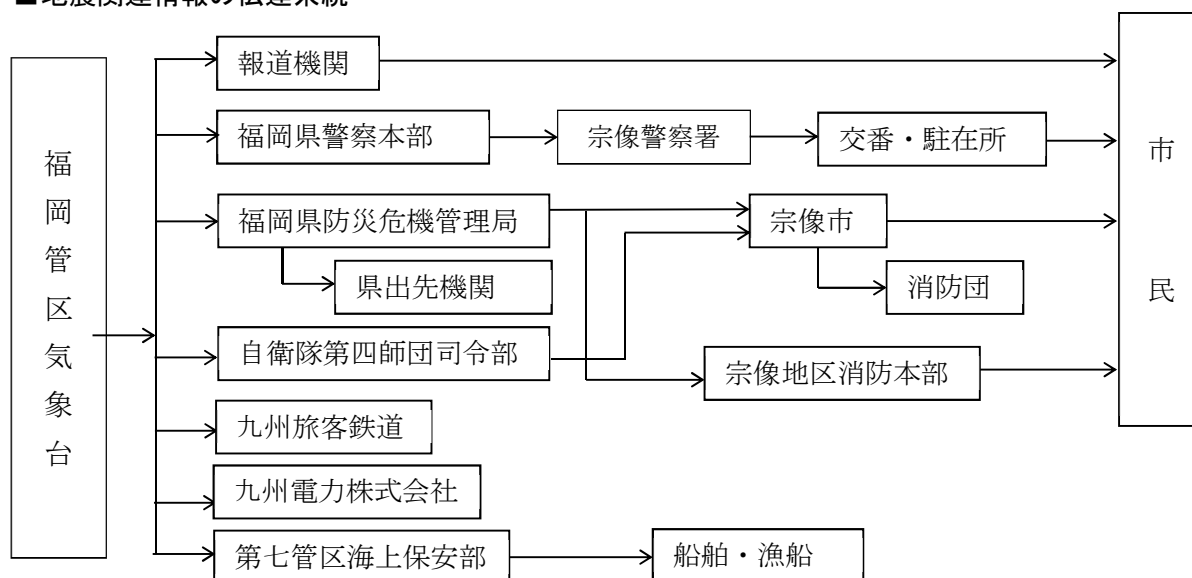 ■地震関連情報の伝達系統
福岡管区気象台
報道機関
福岡県警察本部
宗像警察署
交番・駐在所
福岡県防災危機管理局
宗像市
県出先機関
消防団
自衛隊第四師団司令部
宗像地区消防本部
九州旅客鉄道
九州電力株式会社
第七管区海上保安部
船舶・漁船
市民